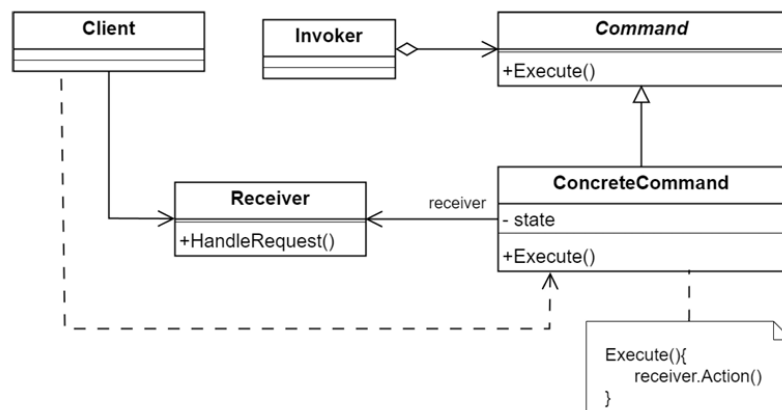 Client
Invoker
Command
+Execute()
Receiver
+HandleRequest()
receiver
ConcreteCommand
- state
+Execute()
Execute(){
receiver.Action()
}